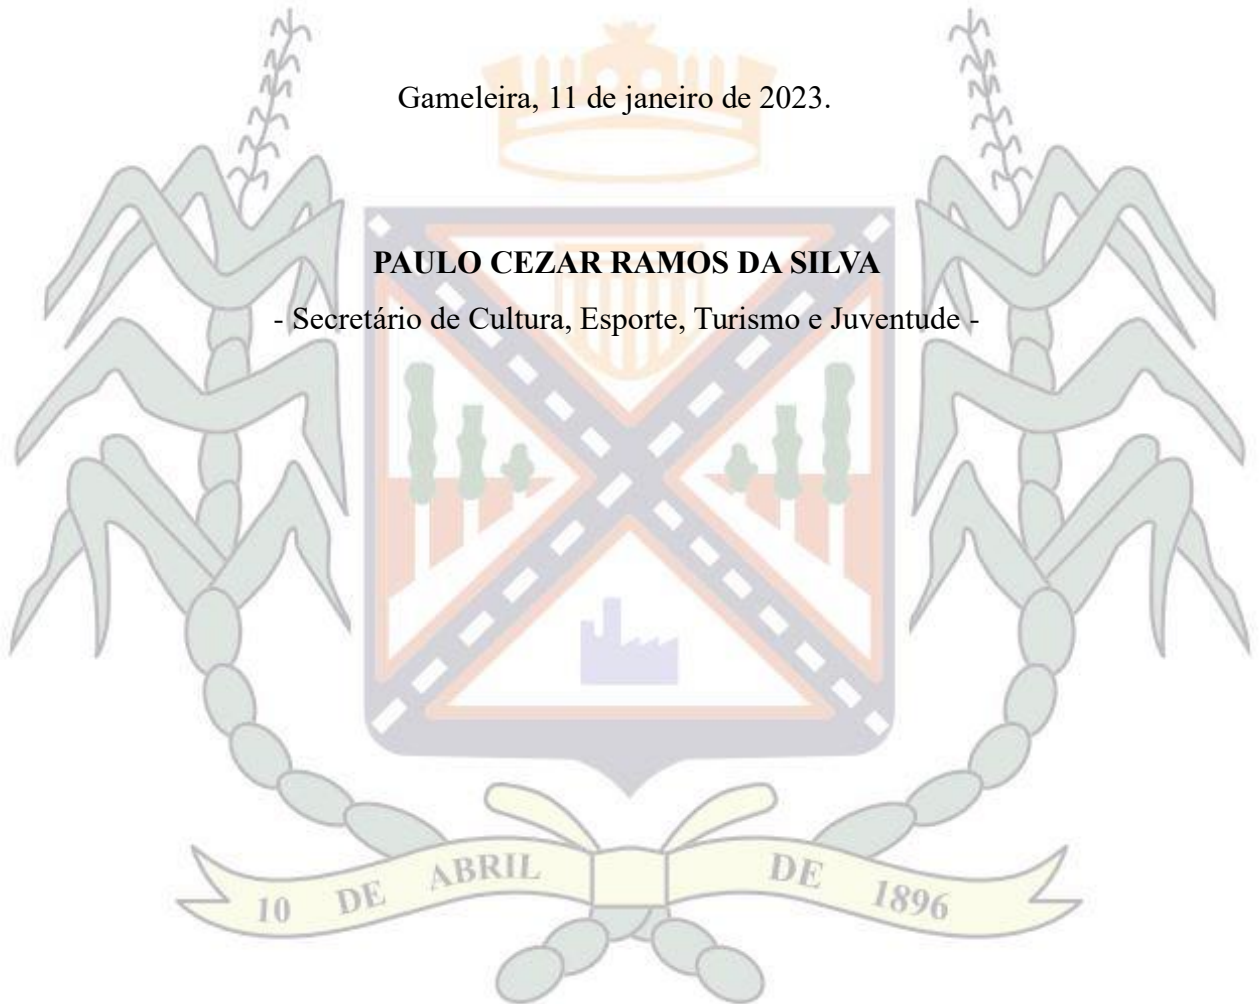 Gameleira, 11 de janeiro de 2023.
PAULO CEZAR RAMOS DA SILVA
- Secretário de Cultura, Esporte, Turismo e Juventude -
10 DE ABRIL DE 1896